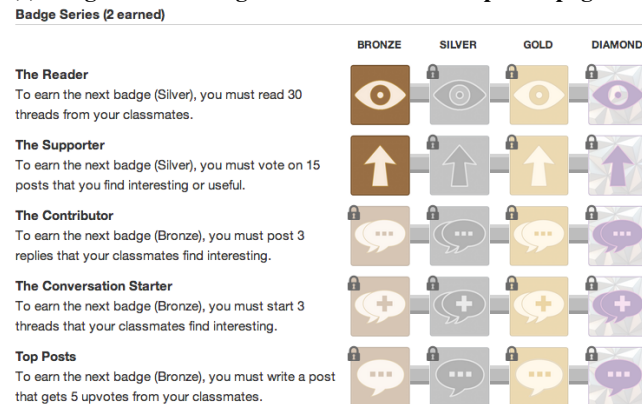 Badge Series (2 earned)
BRONZE SILVER GOLD DIAMOND
The Reader
To earn the next badge (Silver), you must read 30
threads from your classmates.
The Supporter
To earn the next badge (Silver), you must vote on 15
posts that you find interesting or useful.
The Contributor
To earn the next badge (Bronze), you must post 3
replies that your classmates find interesting.
The Conversation Starter
To earn the next badge (Bronze), you must start 3
threads that your classmates find interesting.
Top Posts
To earn the next badge (Bronze), you must write a post
that gets 5 upvotes from your classmates.